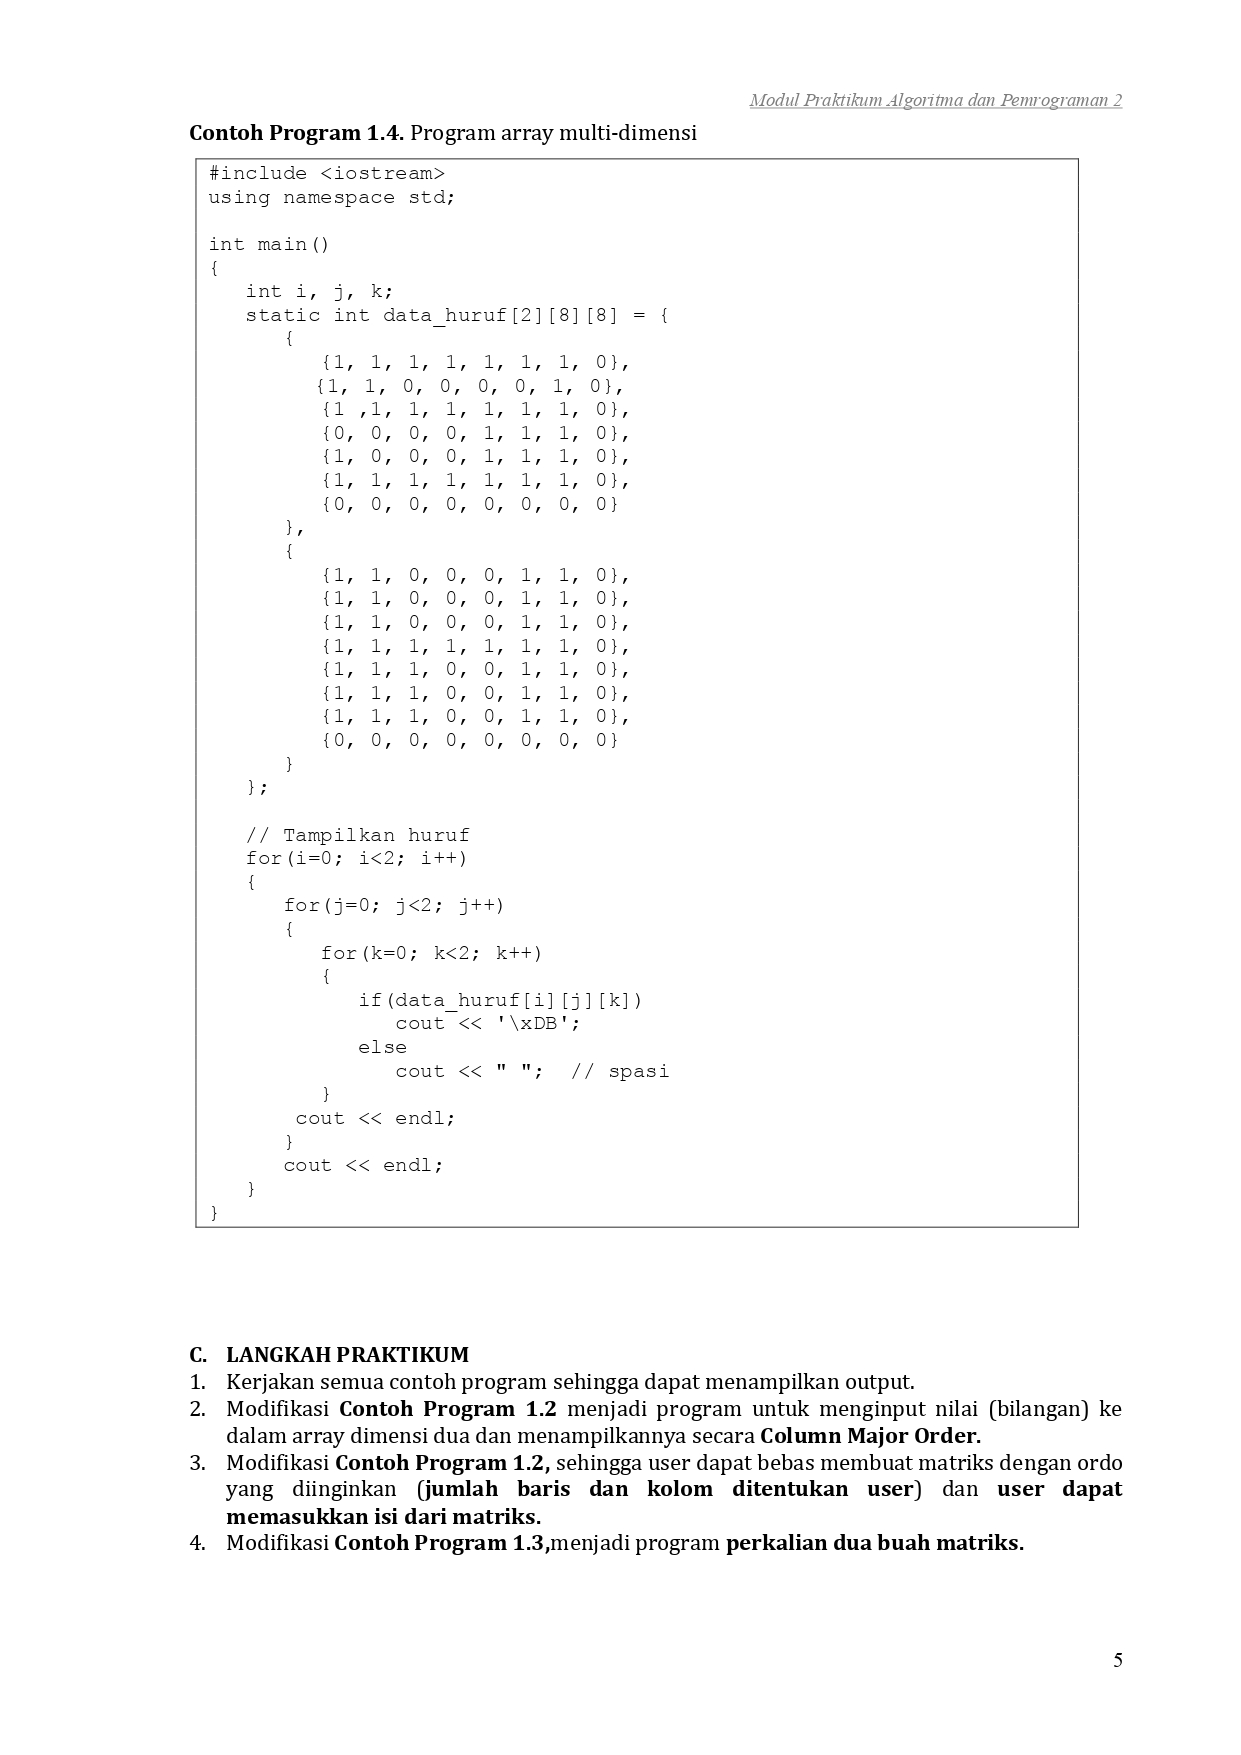 Modul Praktikum Algoritma dan Pemrograman 2
Contoh Program 1.4. Program array multi-dimensi
#include <iostream>
using namespace std;

int main()
{
   int i, j, k;
   static int data_huruf[2][8][8] = {
      {
         {1, 1, 1, 1, 1, 1, 1, 0},
         {1, 1, 0, 0, 0, 0, 1, 0},
         {1 ,1, 1, 1, 1, 1, 1, 0},
         {0, 0, 0, 0, 1, 1, 1, 0},
         {1, 0, 0, 0, 1, 1, 1, 0},
         {1, 1, 1, 1, 1, 1, 1, 0},
         {0, 0, 0, 0, 0, 0, 0, 0}
      },
      {
         {1, 1, 0, 0, 0, 1, 1, 0},
         {1, 1, 0, 0, 0, 1, 1, 0},
         {1, 1, 0, 0, 0, 1, 1, 0},
         {1, 1, 1, 1, 1, 1, 1, 0},
         {1, 1, 1, 0, 0, 1, 1, 0},
         {1, 1, 1, 0, 0, 1, 1, 0},
         {1, 1, 1, 0, 0, 1, 1, 0},
         {0, 0, 0, 0, 0, 0, 0, 0}
      }
   };

   // Tampilkan huruf
   for(i=0; i<2; i++)
   {
      for(j=0; j<2; j++)
      {
         for(k=0; k<2; k++)
         {
            if(data_huruf[i][j][k])
               cout << '\xDB';
            else
               cout << " ";  // spasi
         }
       cout << endl;
      }
      cout << endl;
   }
}
C. LANGKAH PRAKTIKUM
1. Kerjakan semua contoh program sehingga dapat menampilkan output.
2. Modifikasi Contoh Program 1.2 menjadi program untuk menginput nilai (bilangan) ke
dalam array dimensi dua dan menampilkannya secara Column Major Order.
3. Modifikasi Contoh Program 1.2, sehingga user dapat bebas membuat matriks dengan ordo
yang diinginkan (jumlah baris dan kolom ditentukan user) dan user dapat
memasukkan isi dari matriks.
4. Modifikasi Contoh Program 1.3,menjadi program perkalian dua buah matriks.
5